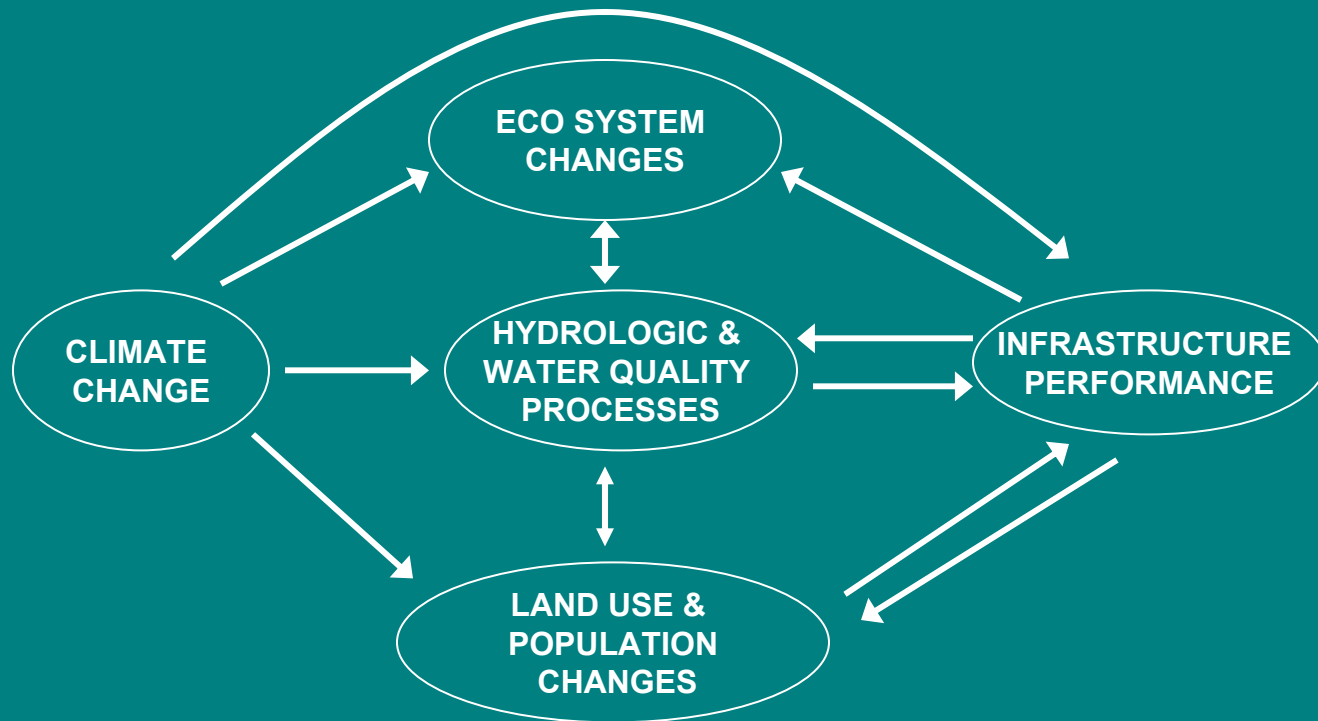 ECO SYSTEM
CHANGES
CLIMATE
CHANGE
HYDROLOGIC &
WATER QUALITY
PROCESSES
INFRASTRUCTURE
PERFORMANCE
LAND USE &
POPULATION
CHANGES